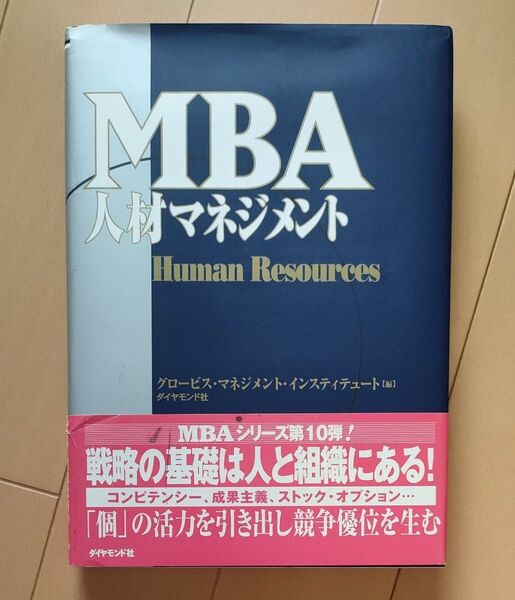 MBA
人材マネジメント
Human Resources
グロービス・マネジメント・インスティテュート[編]
ダイヤモンド社
MBAシリーズ第10弾!
戦略の基礎は人と組織にある!
コンピテンシー、成果主義、ストック・オプション…
「個」の活力を引き出し競争優位を生む
ダイヤモンド社